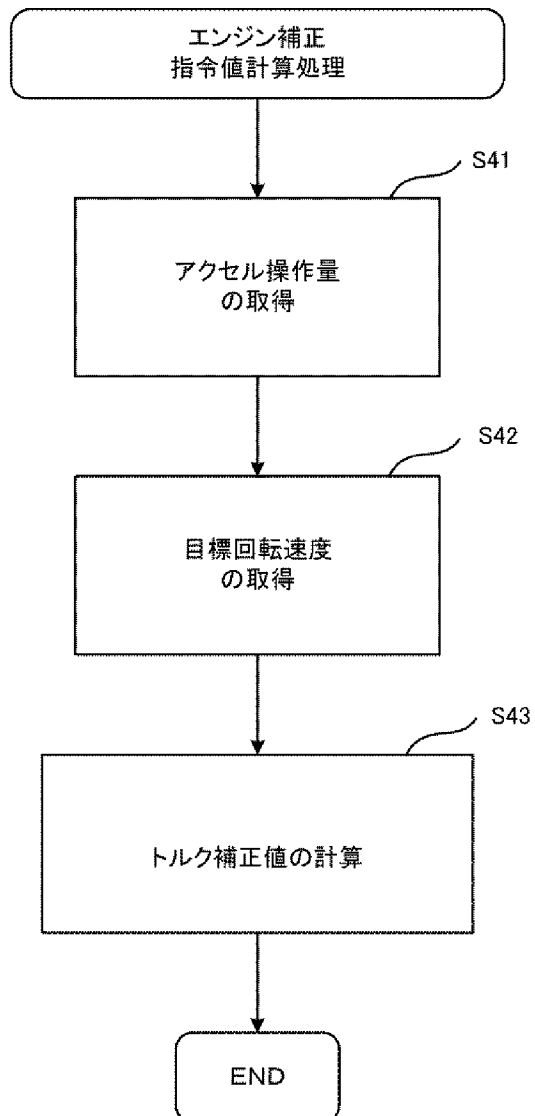 エンジン補正
指令値計算処理
S41
アクセル操作量
の取得
S42
目標回転速度
の取得
S43
トルク補正値の計算
END